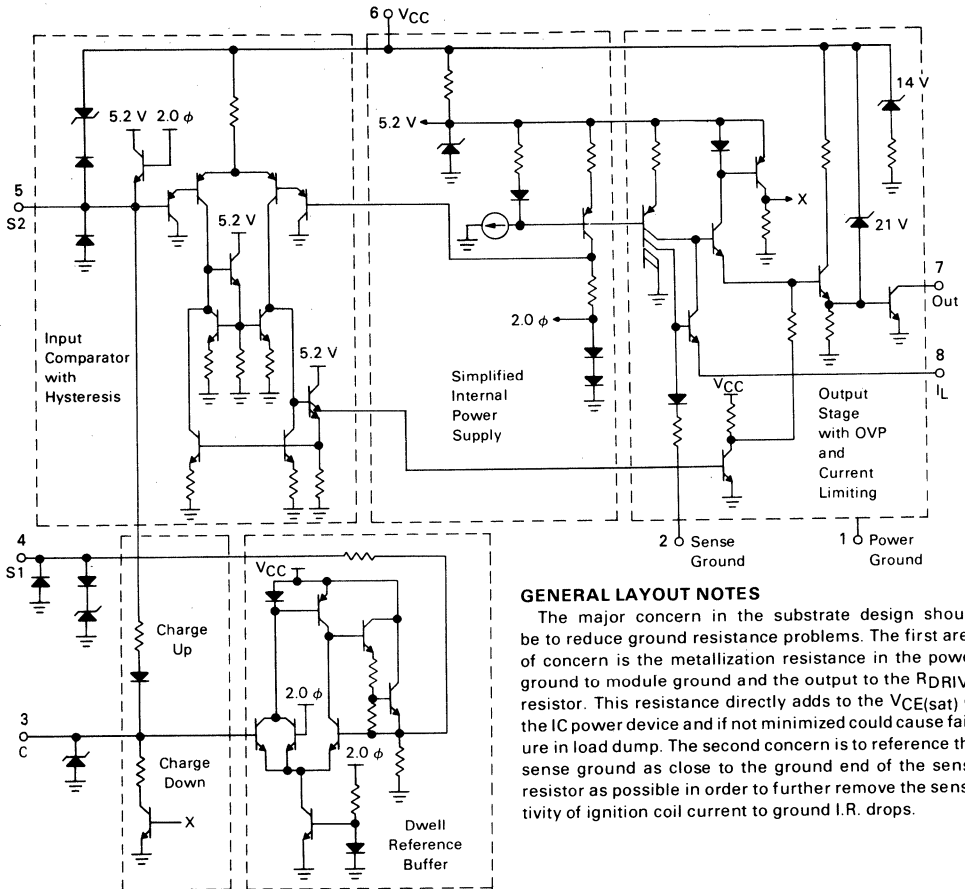 6 VCC
14 V
5.2 V 2.0 ϕ
5.2 V
5
S2
5.2 V
X
21 V
7
Out
2.0 ϕ
Input
Comparator
with
Hysteresis
5.2 V
Simplified
Internal
Power
Supply
VCC
8
IL
Output
Stage
with OVP
and
Current
Limiting
2 Sense
Ground
1 Power
Ground
4
S1
VCC
Charge
Up
2.0 ϕ
3
C
Charge
Down
2.0 ϕ
X
Dwell
Reference
Buffer
GENERAL LAYOUT NOTES
The major concern in the substrate design shoul
be to reduce ground resistance problems. The first are
of concern is the metallization resistance in the powe
ground to module ground and the output to the RDRIV
resistor. This resistance directly adds to the VCE(sat)
the IC power device and if not minimized could cause fai
ure in load dump. The second concern is to reference th
sense ground as close to the ground end of the sens
resistor as possible in order to further remove the sens
tivity of ignition coil current to ground I.R. drops.